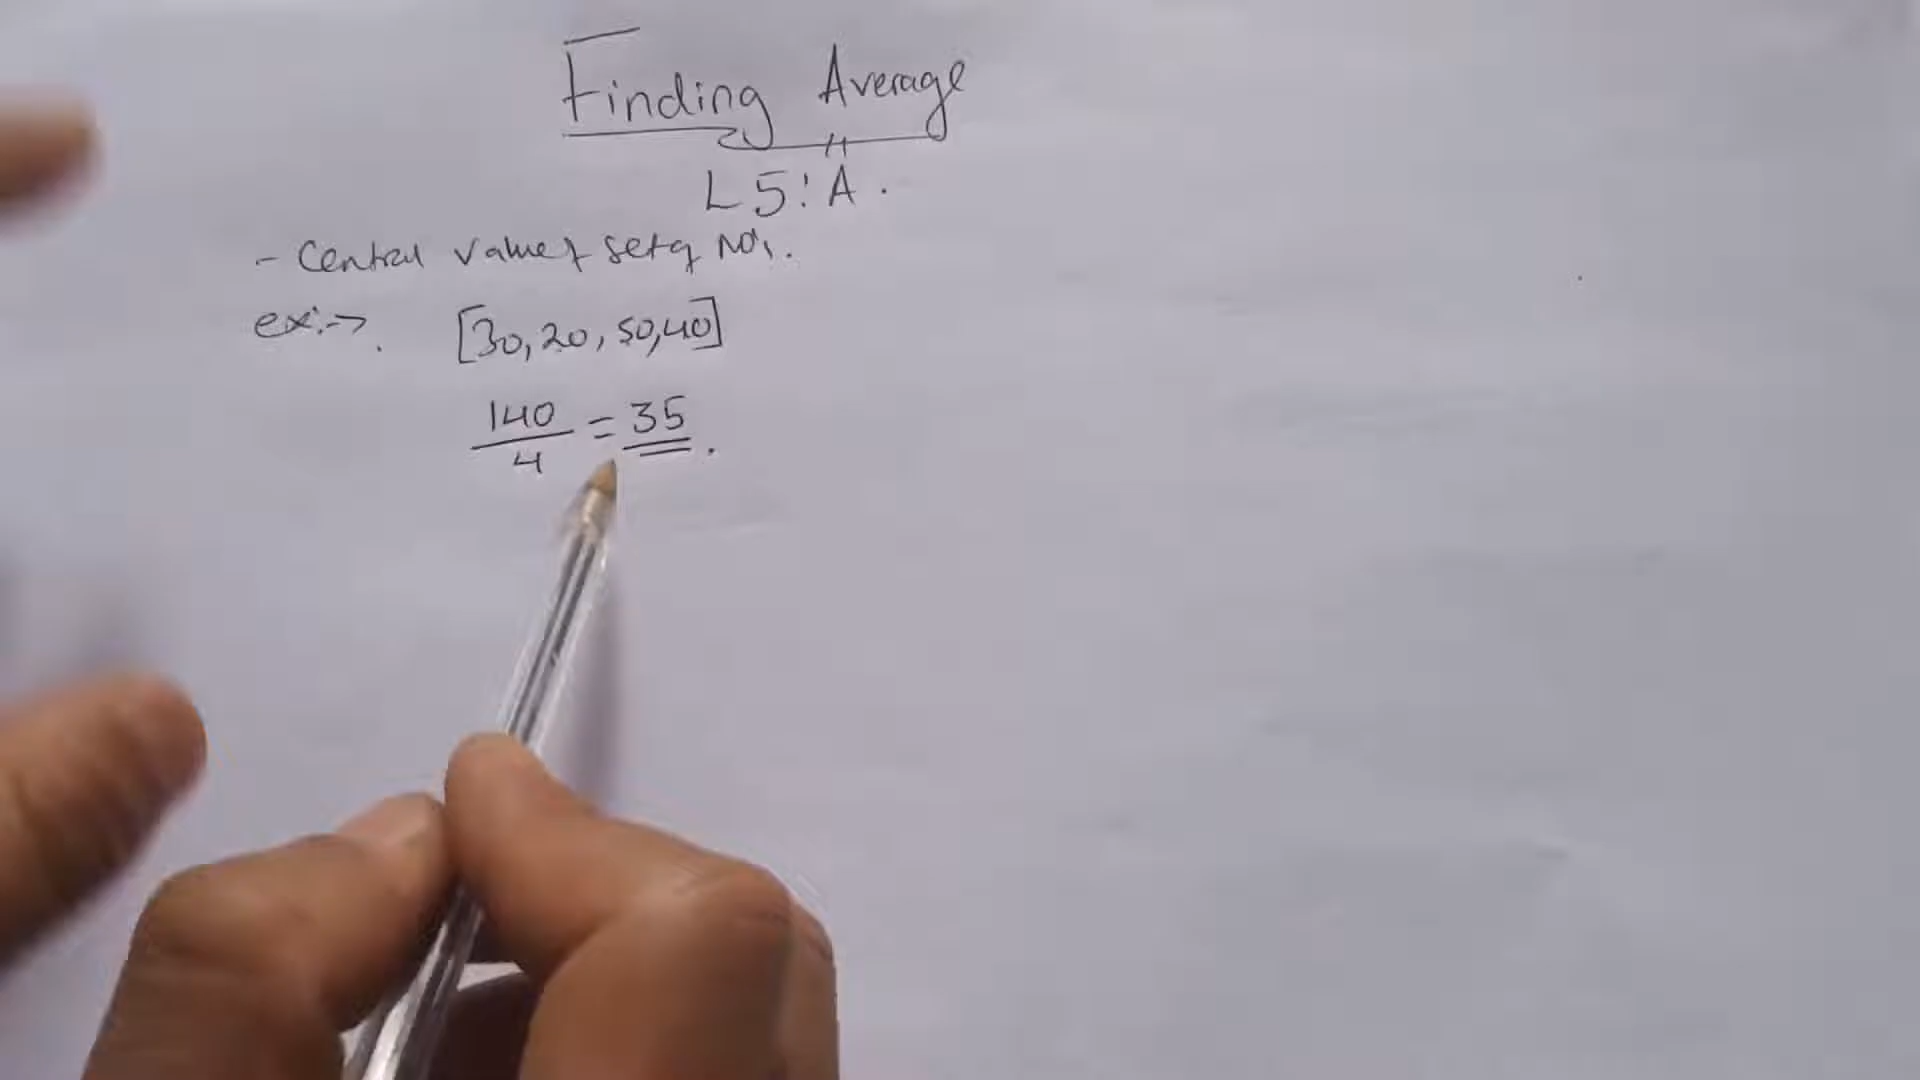 Finding Average
L5:A.
- Central value of set of NO's.
ex:->. [30,20,50,40]
140
4
= 35.